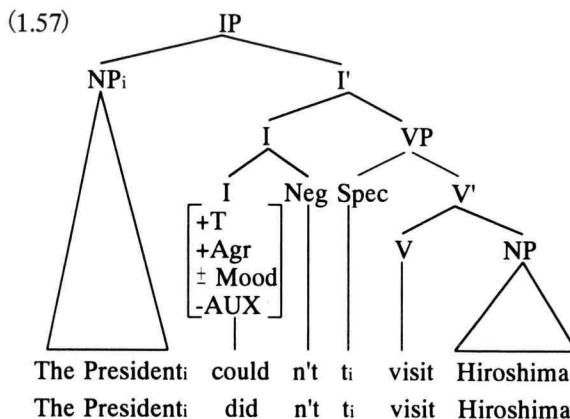 (1.57) IP
NPi I'
I VP
I Neg Spec V'
+T
+Agr V NP
± Mood
-AUX
The Presidenti could n't ti visit Hiroshima
The Presidenti did n't ti visit Hiroshima